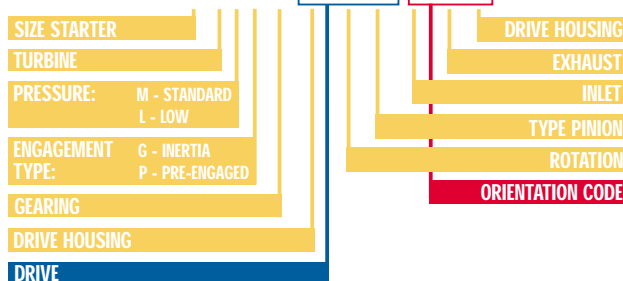 SIZE STARTER
TURBINE
PRESSURE: M - STANDARD
L - LOW
ENGAGEMENT G - INERTIA
TYPE: P - PRE-ENGAGED
GEARING
DRIVE HOUSING
DRIVE
DRIVE HOUSING
EXHAUST
INLET
TYPE PINION
ROTATION
ORIENTATION CODE